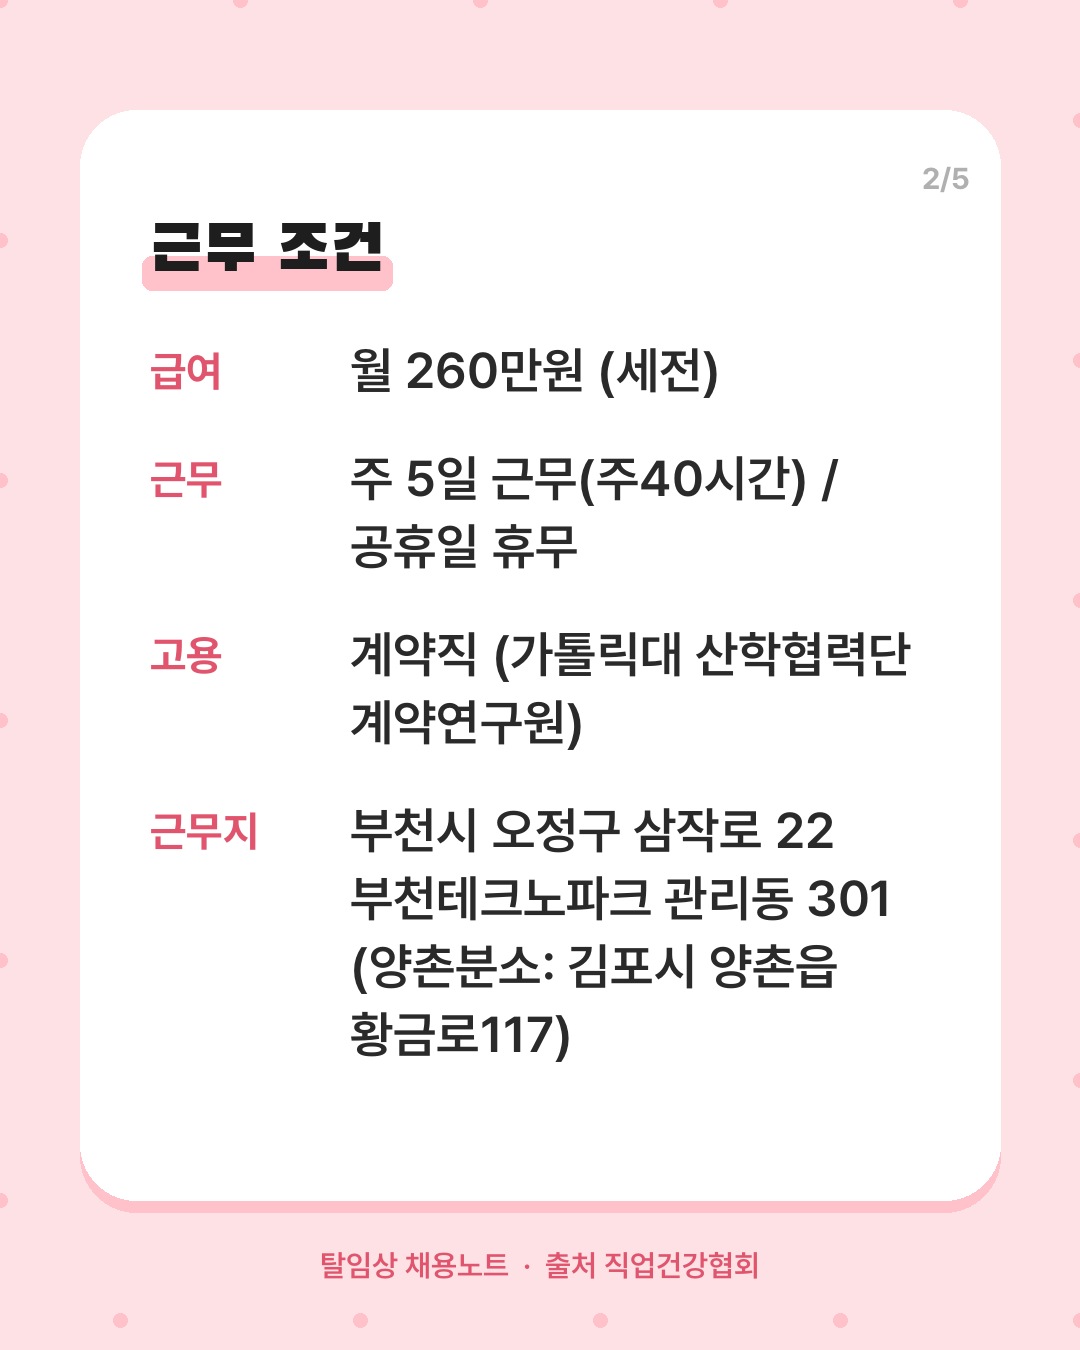 2/5
근무 조건
급여
월 260만원 (세전)
근무
주 5일 근무(주40시간) /
공휴일 휴무
고용
계약직 (가톨릭대 산학협력단
계약연구원)
근무지
부천시 오정구 삼작로 22
부천테크노파크 관리동 301
(양촌분소: 김포시 양촌읍
황금로117)
탈임상 채용노트 · 출처 직업건강협회